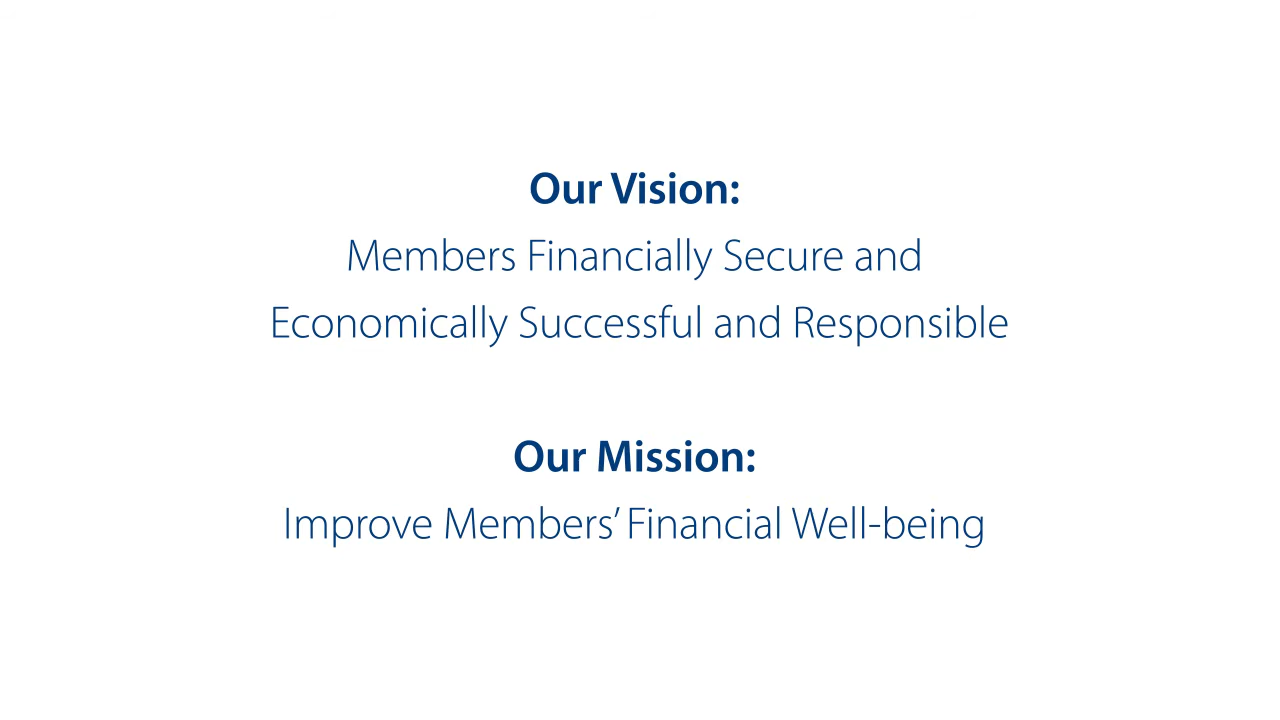 Our Vision:
Members Financially Secure and
Economically Successful and Responsible
Our Mission:
Improve Members’ Financial Well-being